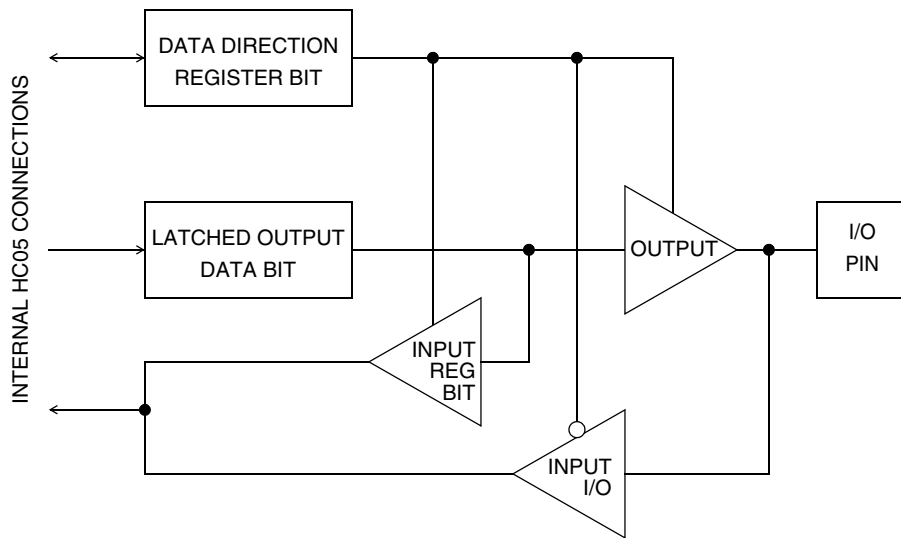 DATA DIRECTION
REGISTER BIT
INTERNAL HC05 CONNECTIONS
LATCHED OUTPUT
DATA BIT
OUTPUT
I/O
PIN
INPUT
REG
BIT
INPUT
I/O